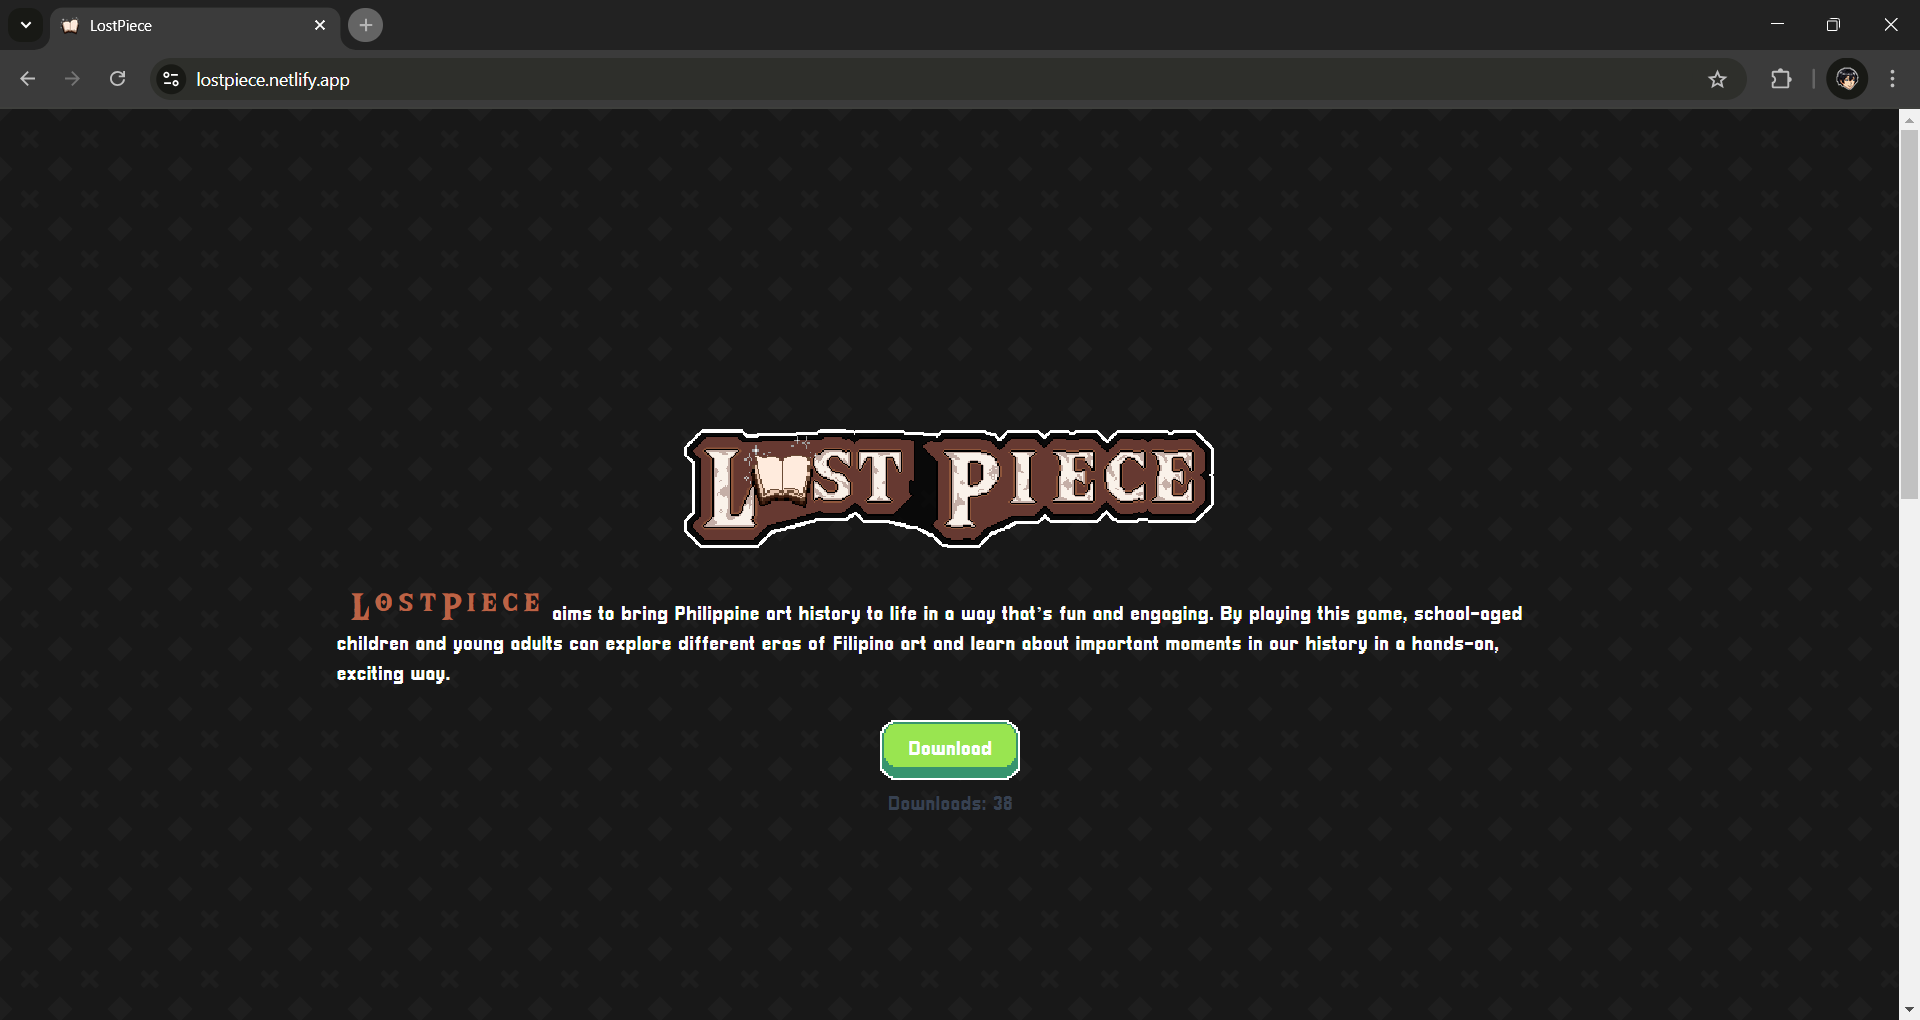 LostPiece
lostpiece.netlify.app
LOST PIECE
LOSTPIECE aims to bring Philippine art history to life in a way that's fun and engaging. By playing this game, school-aged
children and young adults can explore different eras of Filipino art and learn about important moments in our history in a hands-on,
exciting way.
Download
Downloads: 38